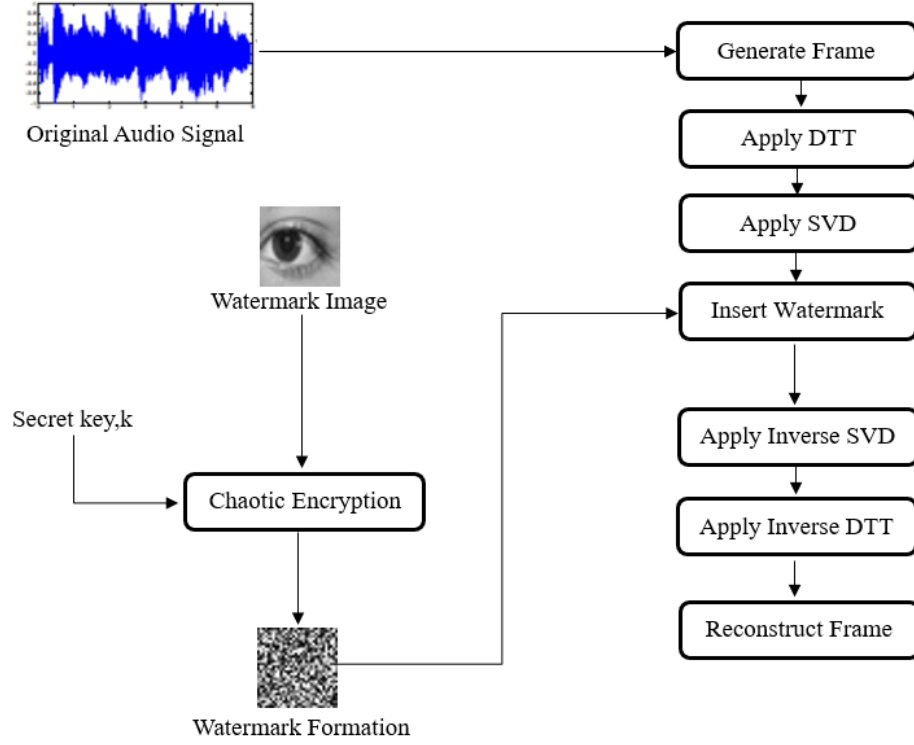 Generate Frame
Original Audio Signal
Apply DTT
Apply SVD
Watermark Image
Insert Watermark
Secret key,k
Apply Inverse SVD
Chaotic Encryption
Apply Inverse DTT
Reconstruct Frame
Watermark Formation